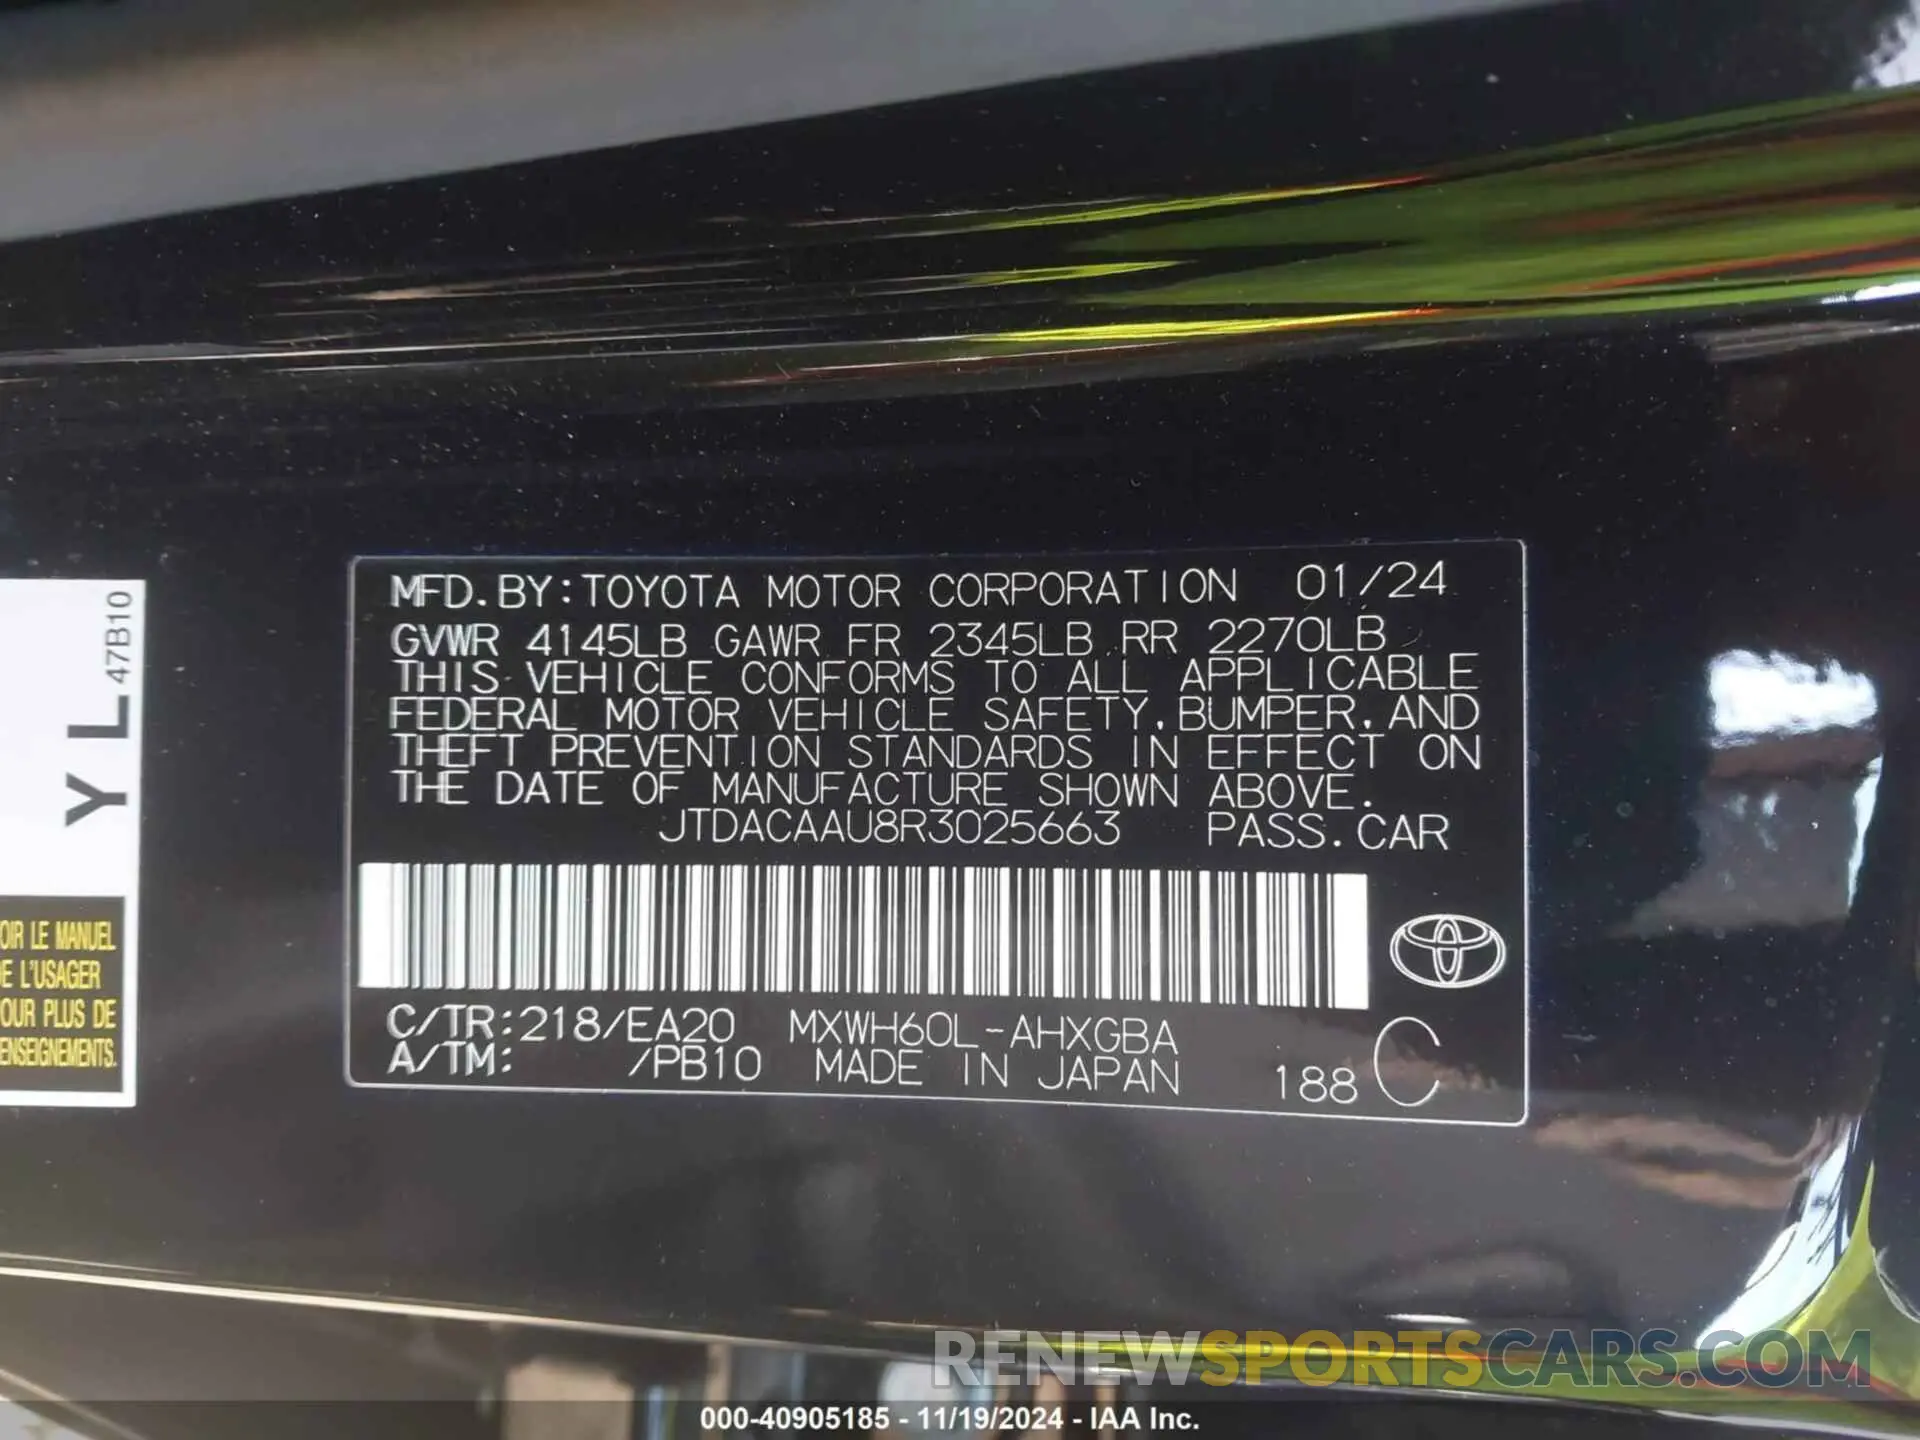 MFD. BY: TOYOTA MOTOR CORPORATION 01/24
GVWR 4145LB GAWR FR 2345LB RR 2270LB
THIS VEHICLE CONFORMS TO ALL APPLICABLE
FEDERAL MOTOR VEHICLE SAFETY, BUMPER, AND
THEFT PREVENTION STANDARDS IN EFFECT ON
THE DATE OF MANUFACTURE SHOWN ABOVE.
JTDACAAU8R3025663 PASS. CAR
C/TR: 218/EA20 MXWH60L-AHXGBA
A/TM: /PB10 MADE IN JAPAN 188 C
YL 47B10
OIR LE MANUEL
DE L'USAGER
OUR PLUS DE
ENSEIGNEMENTS.
RENEWSPORTSCARS.COM
000-40905185 - 11/19/2024 - IAA Inc.